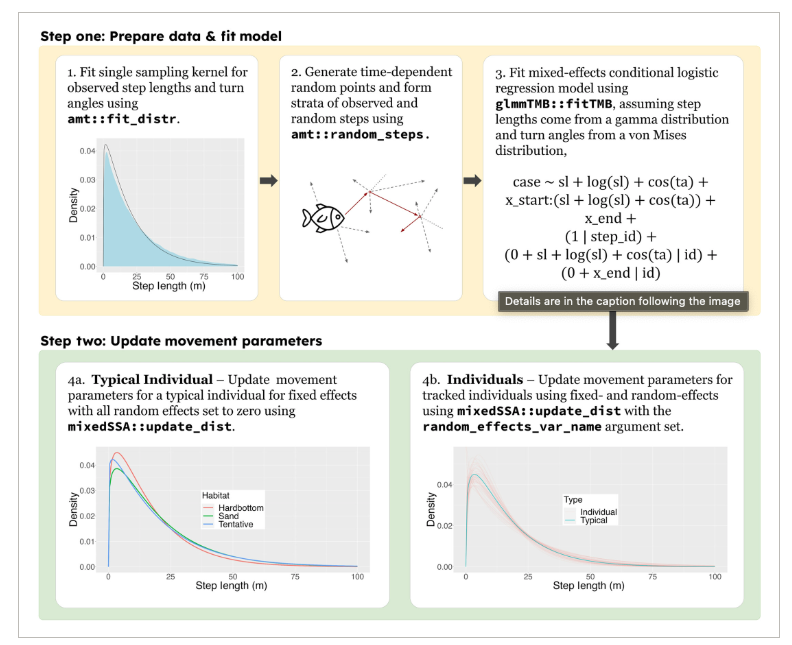 Step one: Prepare data & fit model
1. Fit single sampling kernel for
observed step lengths and turn
angles using
amt::fit_distr.
Density
0.04
0.03
0.02
0.01
0.00
0
25
50
75
100
Step length (m)
2. Generate time-dependent
random points and form
strata of observed and
random steps using
amt::random_steps.
3. Fit mixed-effects conditional logistic
regression model using
glmmTMB::fitTMB, assuming step
lengths come from a gamma distribution
and turn angles from a von Mises
distribution,
case ~ sl + log(sl) + cos(ta) +
x_start:(sl + log(sl) + cos(ta)) +
x_end +
(1 | step_id) +
(0 + sl + log(sl) + cos(ta) | id) +
(0 + x_end | id)
Details are in the caption following the image
Step two: Update movement parameters
4a. Typical Individual – Update movement
parameters for a typical individual for fixed effects
with all random effects set to zero using
mixedSSA::update_dist.
Density
0.04
0.03
0.02
0.01
0.00
Habitat
Hardbottom
Sand
Tentative
0
25
50
75
100
Step length (m)
4b. Individuals – Update movement parameters for
tracked individuals using fixed- and random-effects
using mixedSSA::update_dist with the
random_effects_var_name argument set.
Density
0.04
0.02
0.00
Type
Individual
Typical
0
25
50
75
100
Step length (m)